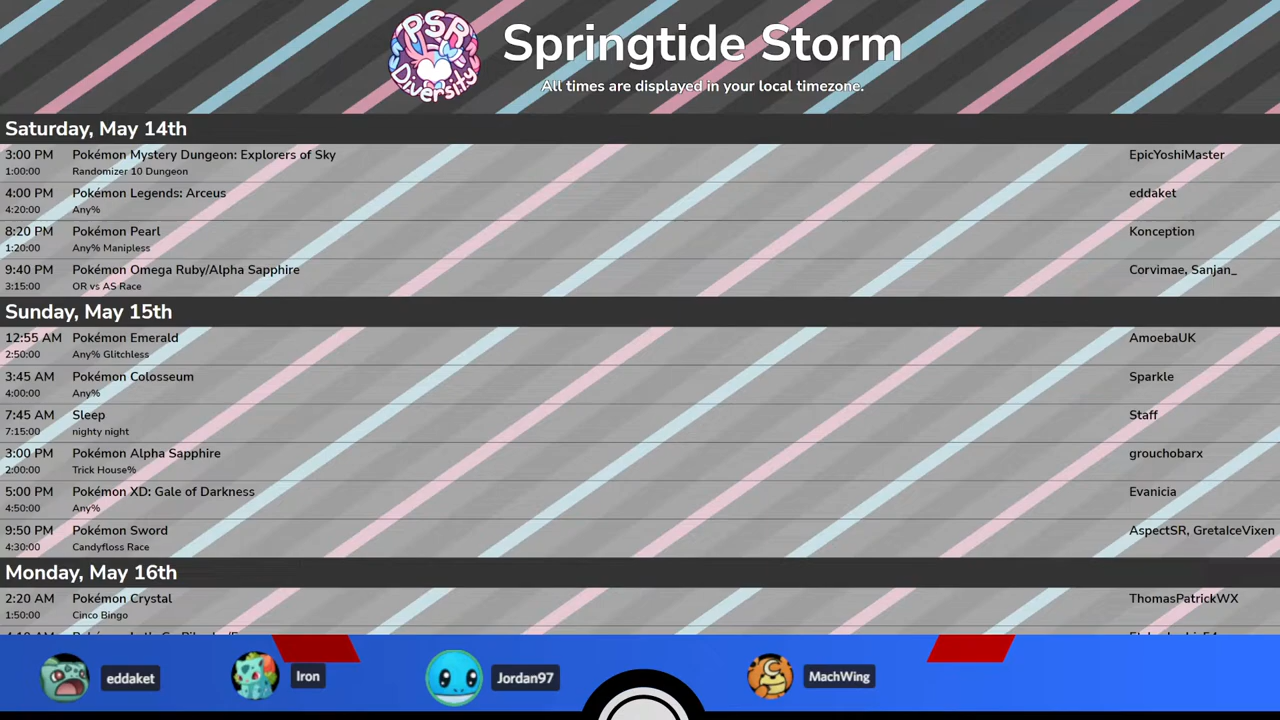 PSR
Diversity
Springtide Storm
All times are displayed in your local timezone.
Saturday, May 14th
3:00 PM Pokémon Mystery Dungeon: Explorers of Sky EpicYoshiMaster
1:00:00 Randomizer 10 Dungeon
4:00 PM Pokémon Legends: Arceus eddaket
4:20:00 Any%
8:20 PM Pokémon Pearl Konception
1:20:00 Any% Manipless
9:40 PM Pokémon Omega Ruby/Alpha Sapphire Corvimae, Sanjan_
3:15:00 OR vs AS Race
Sunday, May 15th
12:55 AM Pokémon Emerald AmoebaUK
2:50:00 Any% Glitchless
3:45 AM Pokémon Colosseum Sparkle
4:00:00 Any%
7:45 AM Sleep Staff
7:15:00 nighty night
3:00 PM Pokémon Alpha Sapphire grouchobarx
2:00:00 Trick House%
5:00 PM Pokémon XD: Gale of Darkness Evanicia
4:50:00 Any%
9:50 PM Pokémon Sword AspectSR, GretaIceVixen
4:30:00 Candyfloss Race
Monday, May 16th
2:20 AM Pokémon Crystal ThomasPatrickWX
1:50:00 Cinco Bingo
eddaket Iron Jordan97 MachWing